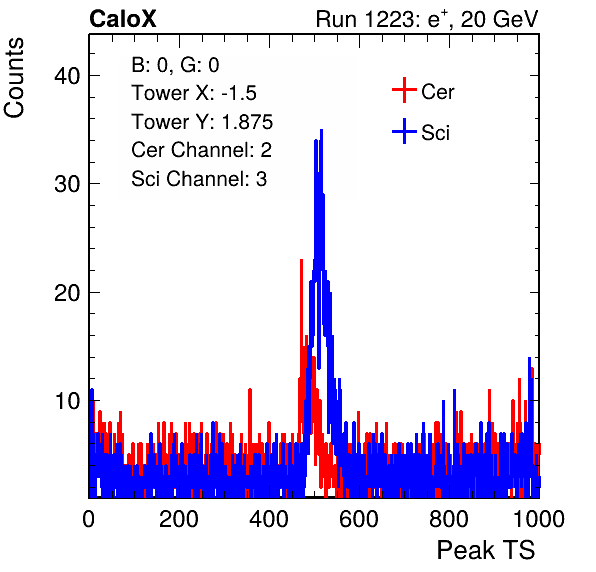 CaloX
Run 1223: e+, 20 GeV
Counts
B: 0, G: 0
Tower X: -1.5
Tower Y: 1.875
Cer Channel: 2
Sci Channel: 3
Cer
Sci
40
30
20
10
0
200
400
600
800
1000
Peak TS